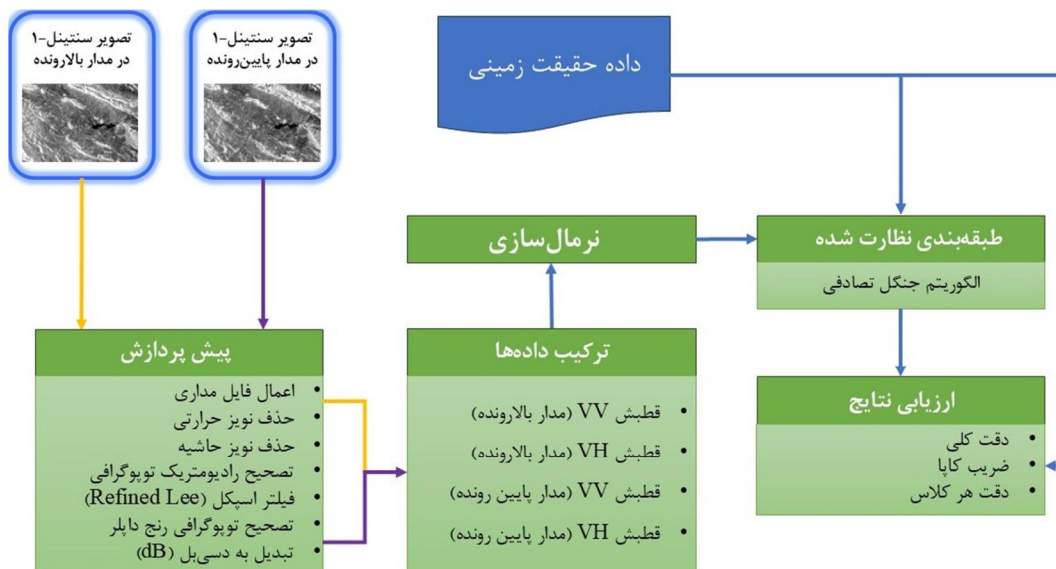 تصویر سنتینل-۱
در مدار بالارونده
تصویر سنتینل-۱
در مدار پایین‌رونده
داده حقیقت زمینی
نرمال‌سازی
طبقه‌بندی نظارت شده
الگوریتم جنگل تصادفی
پیش پردازش
• اعمال فایل مداری
• حذف نویز حرارتی
• حذف نویز حاشیه
• تصحیح رادیومتریک توپوگرافی
• فیلتر اسپکل (Refined Lee)
• تصحیح توپوگرافی رنج داپلر
• تبدیل به دسی‌بل (dB)
ترکیب داده‌ها
• قطبش VV (مدار بالارونده)
• قطبش VH (مدار بالارونده)
• قطبش VV (مدار پایین رونده)
• قطبش VH (مدار پایین رونده)
ارزیابی نتایج
• دقت کلی
• ضریب کاپا
• دقت هر کلاس